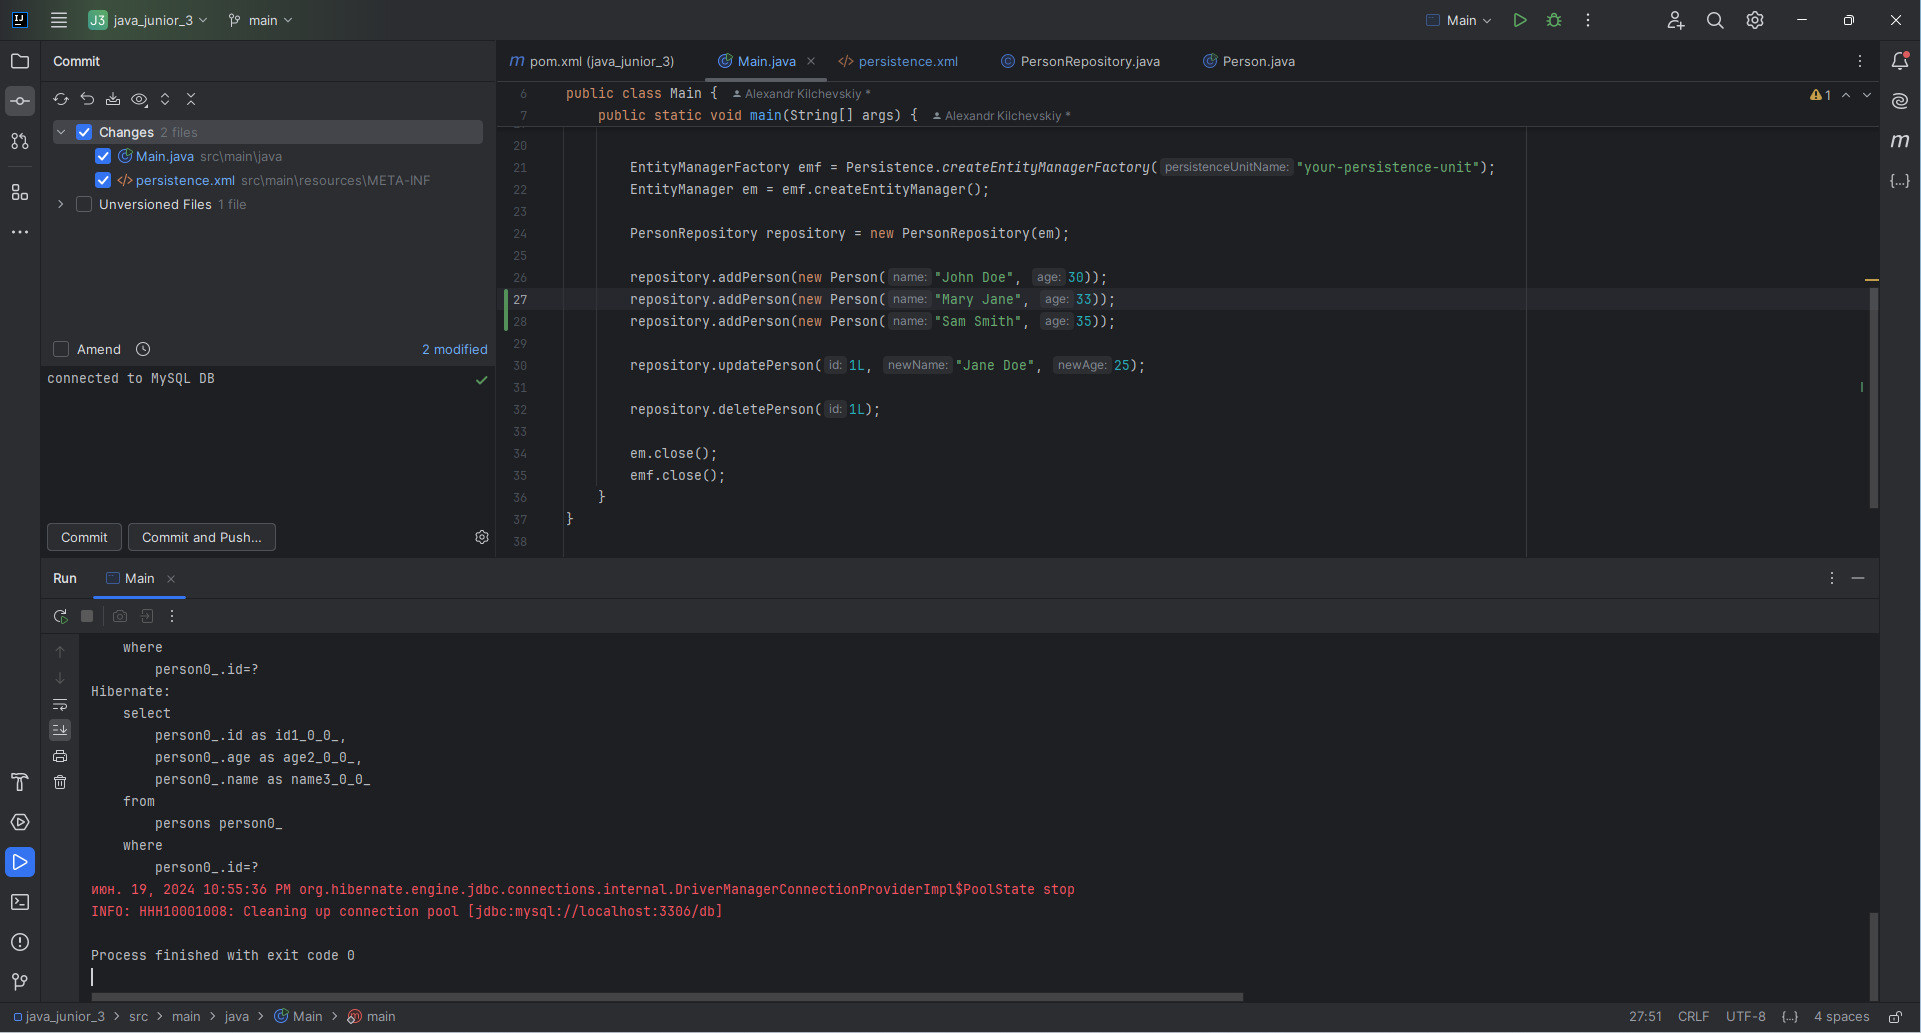 J3 java_junior_3 main Main
Commit
Changes 2 files
Main.java src\main\java
persistence.xml src\main\resources\META-INF
Unversioned Files 1 file
Amend 2 modified
connected to MySQL DB
Commit Commit and Push...
pom.xml (java_junior_3) Main.java persistence.xml PersonRepository.java Person.java
6 public class Main { Alexandr Kilchevskiy *
7 public static void main(String[] args) { Alexandr Kilchevskiy *
1
20
21 EntityManagerFactory emf = Persistence.createEntityManagerFactory( persistenceUnitName: "your-persistence-unit");
22 EntityManager em = emf.createEntityManager();
23
24 PersonRepository repository = new PersonRepository(em);
25
26 repository.addPerson(new Person( name: "John Doe", age: 30));
27 repository.addPerson(new Person( name: "Mary Jane", age: 33));
28 repository.addPerson(new Person( name: "Sam Smith", age: 35));
29
30 repository.updatePerson( id: 1L, newName: "Jane Doe", newAge: 25);
31
32 repository.deletePerson( id: 1L);
33
34 em.close();
35 emf.close();
36 }
37 }
38
Run Main
where
person0_.id=?
Hibernate:
select
person0_.id as id1_0_0_,
person0_.age as age2_0_0_,
person0_.name as name3_0_0_
from
persons person0_
where
person0_.id=?
июн. 19, 2024 10:55:36 PM org.hibernate.engine.jdbc.connections.internal.DriverManagerConnectionProviderImpl$PoolState stop
INFO: HHH10001008: Cleaning up connection pool [jdbc:mysql://localhost:3306/db]
Process finished with exit code 0
java_junior_3 > src > main > java > Main > main 27:51 CRLF UTF-8 {...} 4 spaces